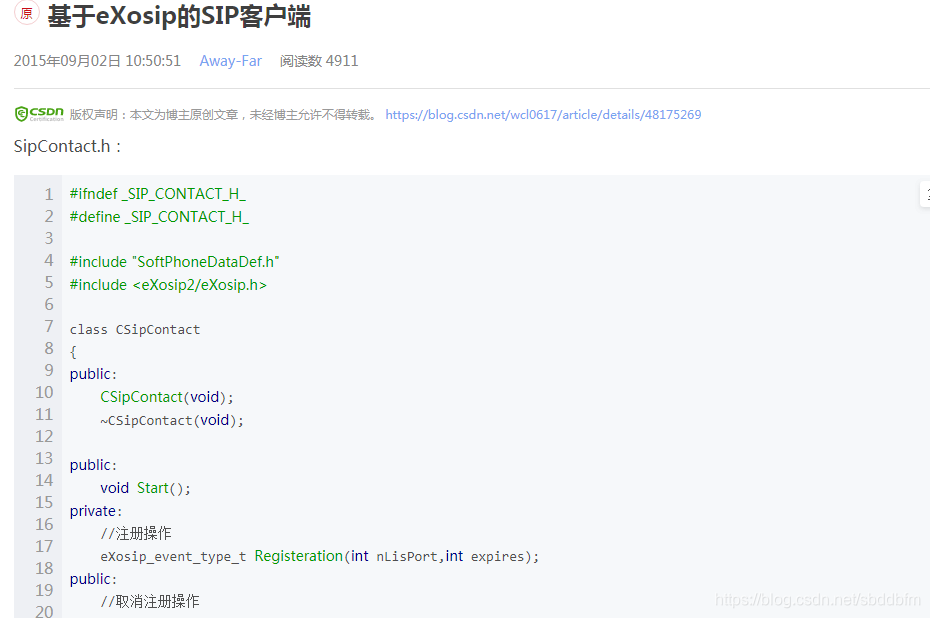 原 基于eXosip的SIP客户端
2015年09月02日 10:50:51 Away-Far 阅读数 4911
CSDN Certification 版权声明：本文为博主原创文章，未经博主允许不得转载。 https://blog.csdn.net/wcl0617/article/details/48175269
SipContact.h：
1 #ifndef _SIP_CONTACT_H_
2 #define _SIP_CONTACT_H_
3
4 #include "SoftPhoneDataDef.h"
5 #include <eXosip2/eXosip.h>
6
7 class CSipContact
8 {
9 public:
10 CSipContact(void);
11 ~CSipContact(void);
12
13 public:
14 void Start();
15 private:
16 //注册操作
17 eXosip_event_type_t Registeration(int nLisPort,int expires);
18 public:
19 //取消注册操作
20
https://blog.csdn.net/sbddbfm